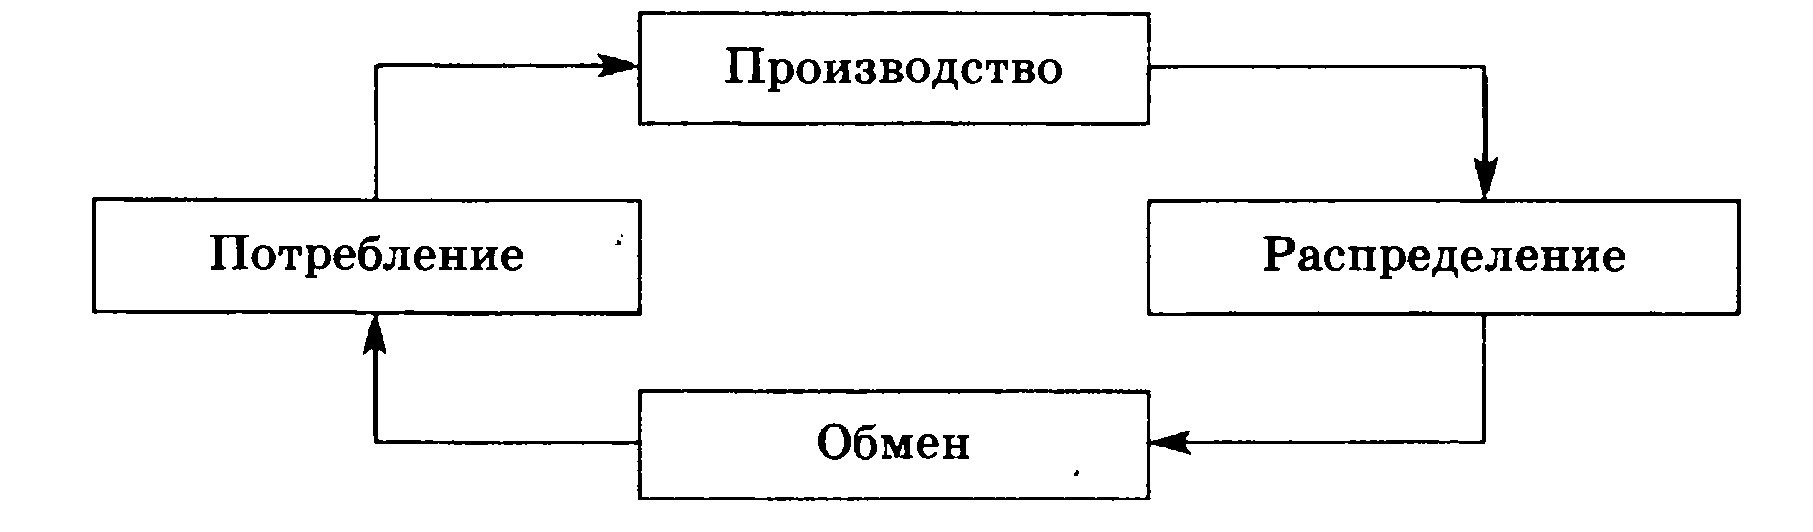 Производство
Потребление
Распределение
Обмен